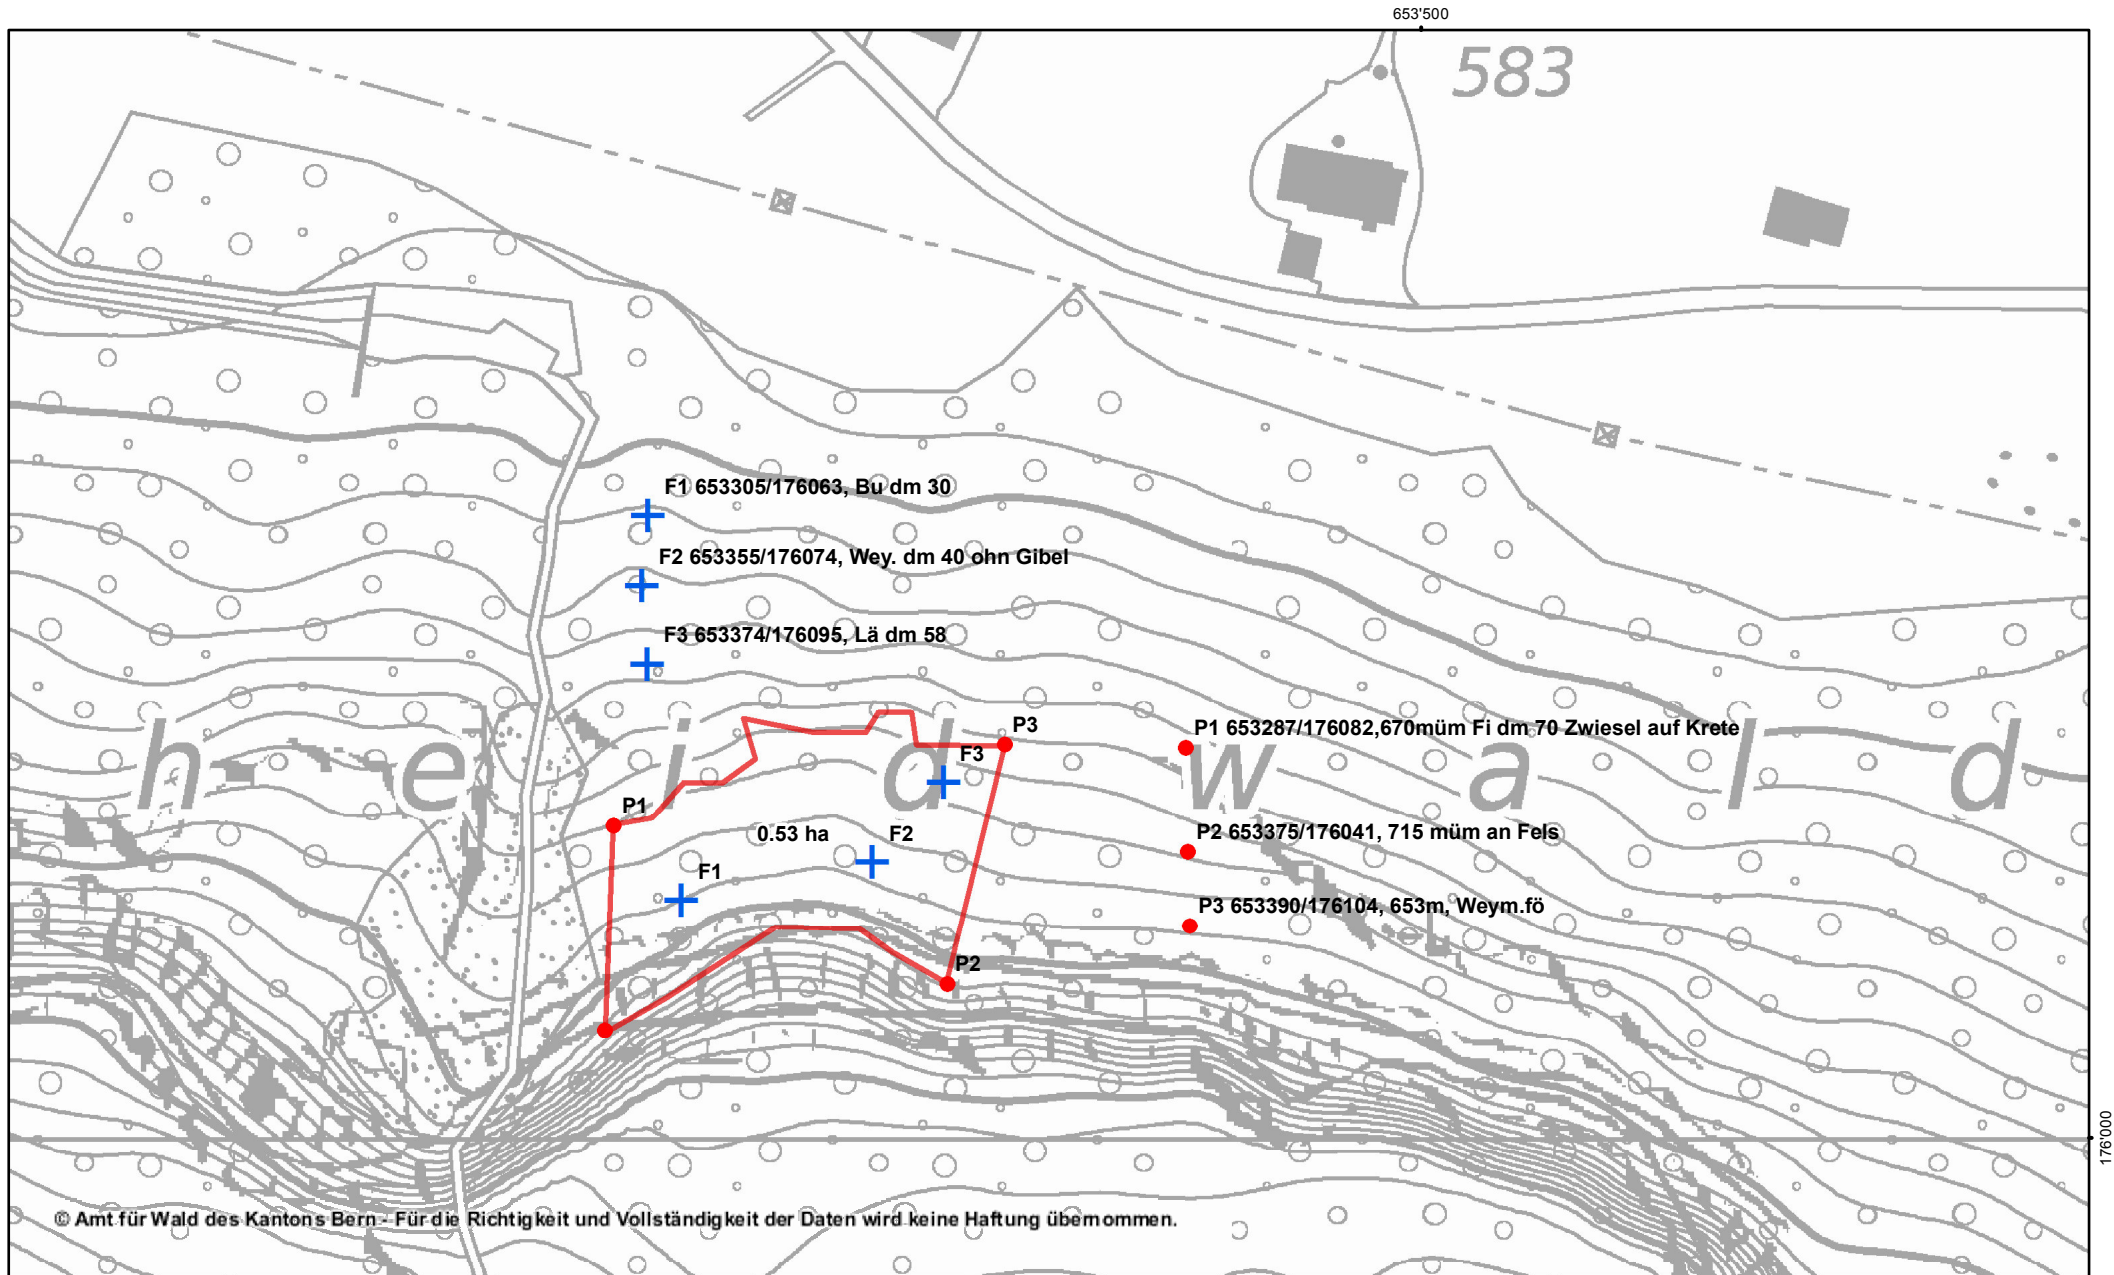 653'500
583
F1 653305/176063, Bu dm 30
F2 653355/176074, Wey. dm 40 ohn Gibel
F3 653374/176095, Lä dm 58
P3
P1 653287/176082,670müm Fi dm 70 Zwiesel auf Krete
F3
h e i d w a l d
P1
0.53 ha
F2
P2 653375/176041, 715 müm an Fels
F1
P3 653390/176104, 653m, Weym.fö
P2
176'000
© Amt für Wald des Kantons Bern - Für die Richtigkeit und Vollständigkeit der Daten wird keine Haftung übernommen.